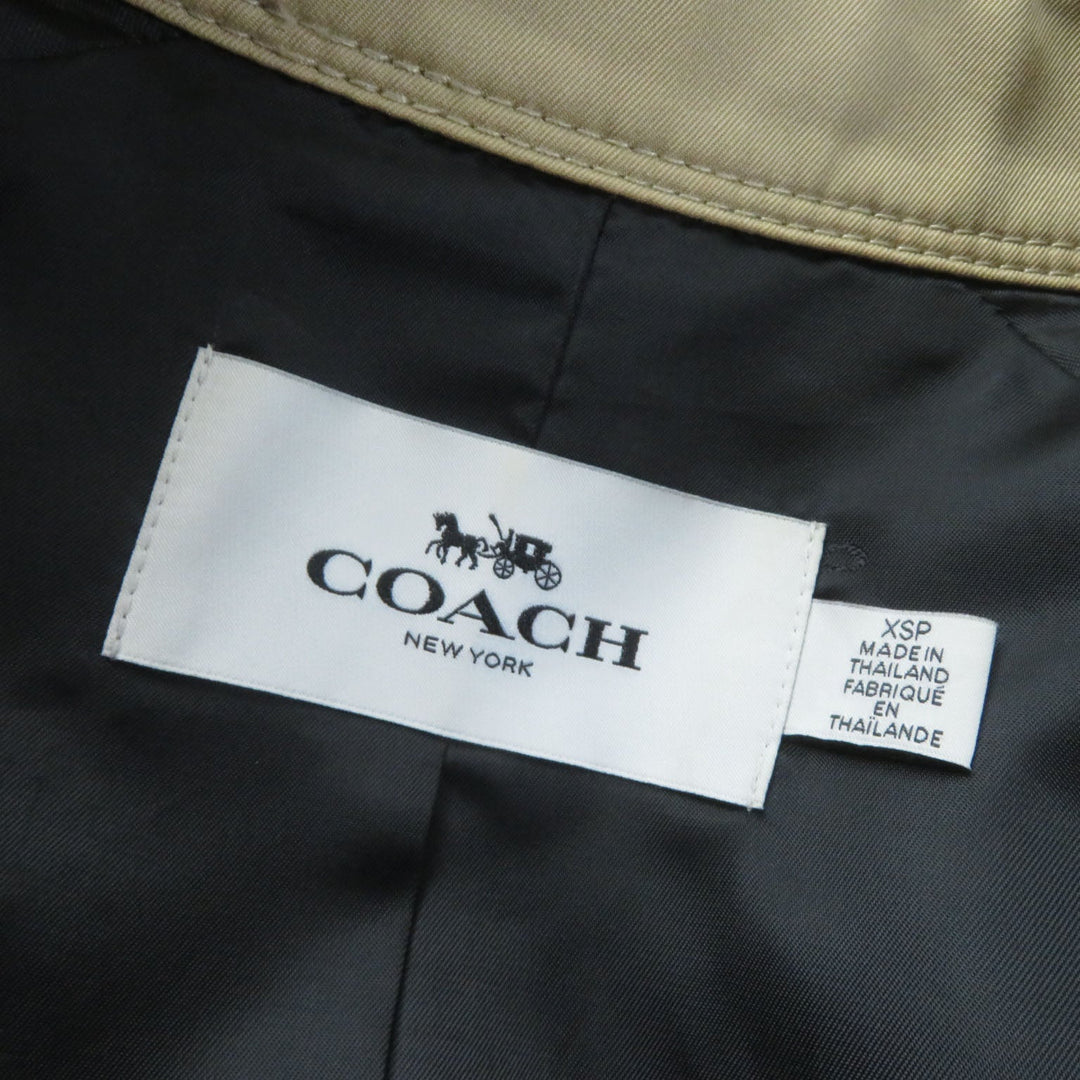 COACH
NEW YORK
XSP
MADE IN
THAILAND
FABRIQUÉ
EN
THAÏLANDE